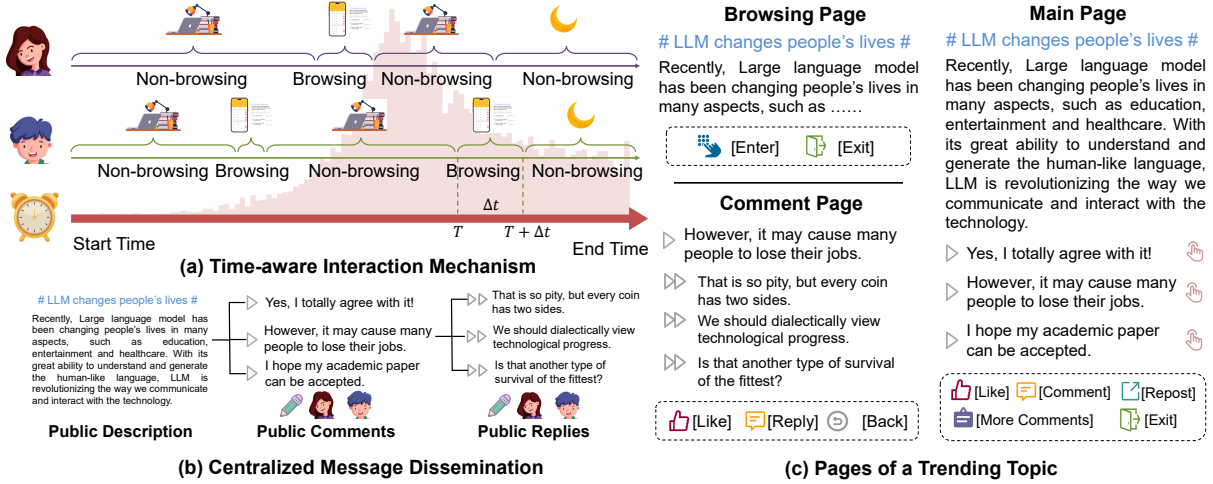 Non-browsing
Browsing
Non-browsing
Non-browsing
Non-browsing
Browsing
Non-browsing
Browsing
Non-browsing
Δt
T
T + Δt
Start Time
End Time
(a) Time-aware Interaction Mechanism
# LLM changes people's lives #
Recently, Large language model has
been changing people's lives in many
aspects, such as education,
entertainment and healthcare. With its
great ability to understand and generate
the human-like language, LLM is
revolutionizing the way we communicate
and interact with the technology.
Public Description
Yes, I totally agree with it!
However, it may cause many
people to lose their jobs.
I hope my academic paper
can be accepted.
Public Comments
That is so pity, but every coin
has two sides.
We should dialectically view
technological progress.
Is that another type of
survival of the fittest?
Public Replies
(b) Centralized Message Dissemination
Browsing Page
# LLM changes people's lives #
Recently, Large language model
has been changing people's lives in
many aspects, such as ……
[Enter]
[Exit]
Comment Page
However, it may cause many
people to lose their jobs.
That is so pity, but every coin
has two sides.
We should dialectically view
technological progress.
Is that another type of survival
of the fittest?
[Like]
[Reply]
[Back]
Main Page
# LLM changes people's lives #
Recently, Large language model
has been changing people's lives in
many aspects, such as education,
entertainment and healthcare. With
its great ability to understand and
generate the human-like language,
LLM is revolutionizing the way we
communicate and interact with the
technology.
Yes, I totally agree with it!
However, it may cause many
people to lose their jobs.
I hope my academic paper
can be accepted.
[Like]
[Comment]
[Repost]
[More Comments]
[Exit]
(c) Pages of a Trending Topic